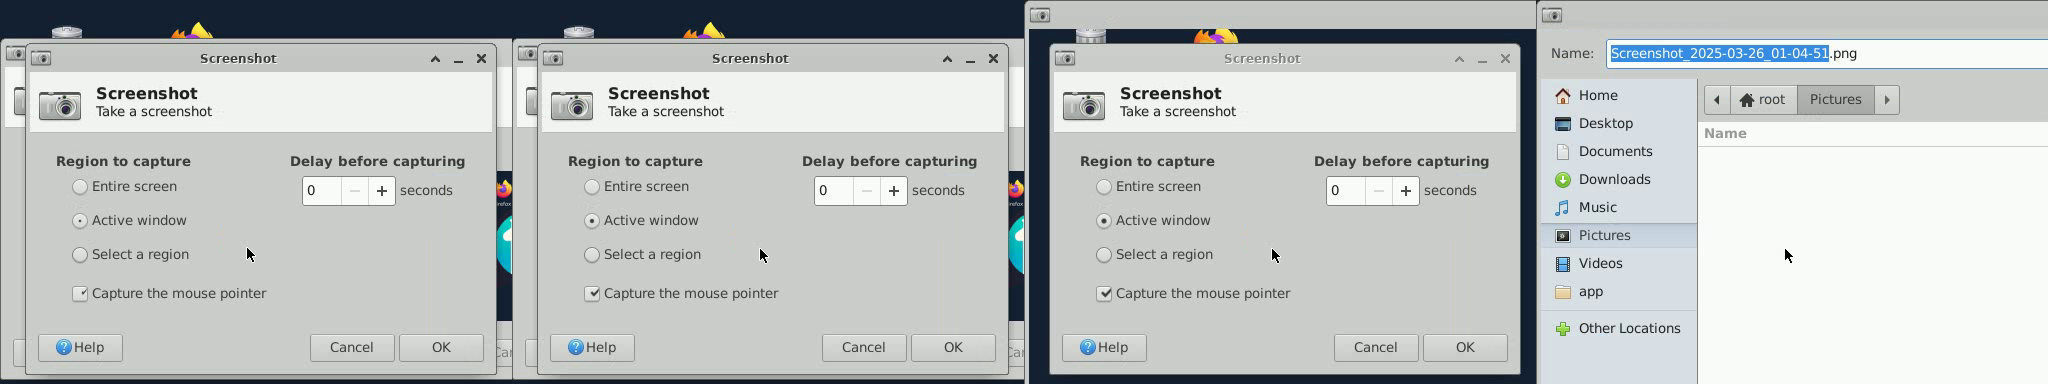 Screenshot
Screenshot
Take a screenshot
Region to capture
Delay before capturing
Entire screen
0
seconds
Active window
Select a region
Capture the mouse pointer
Help
Cancel
OK
Screenshot
Screenshot
Take a screenshot
Region to capture
Delay before capturing
Entire screen
0
seconds
Active window
Select a region
Capture the mouse pointer
Help
Cancel
OK
Screenshot
Screenshot
Take a screenshot
Region to capture
Delay before capturing
Entire screen
0
seconds
Active window
Select a region
Capture the mouse pointer
Help
Cancel
OK
Name: Screenshot_2025-03-26_01-04-51.png
root
Pictures
Name
Home
Desktop
Documents
Downloads
Music
Pictures
Videos
app
Other Locations